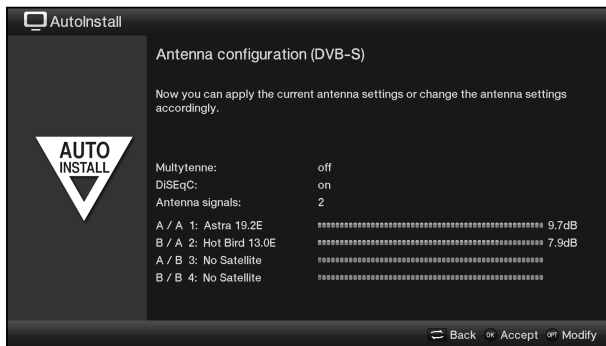 AutoInstall
Antenna configuration (DVB-S)
Now you can apply the current antenna settings or change the antenna settings
accordingly.
AUTO
INSTALL
Multytenne: off
DiSEqC: on
Antenna signals: 2
A / A 1: Astra 19.2E 9.7dB
B / A 2: Hot Bird 13.0E 7.9dB
A / B 3: No Satellite
B / B 4: No Satellite
Back OK Accept OPT Modify